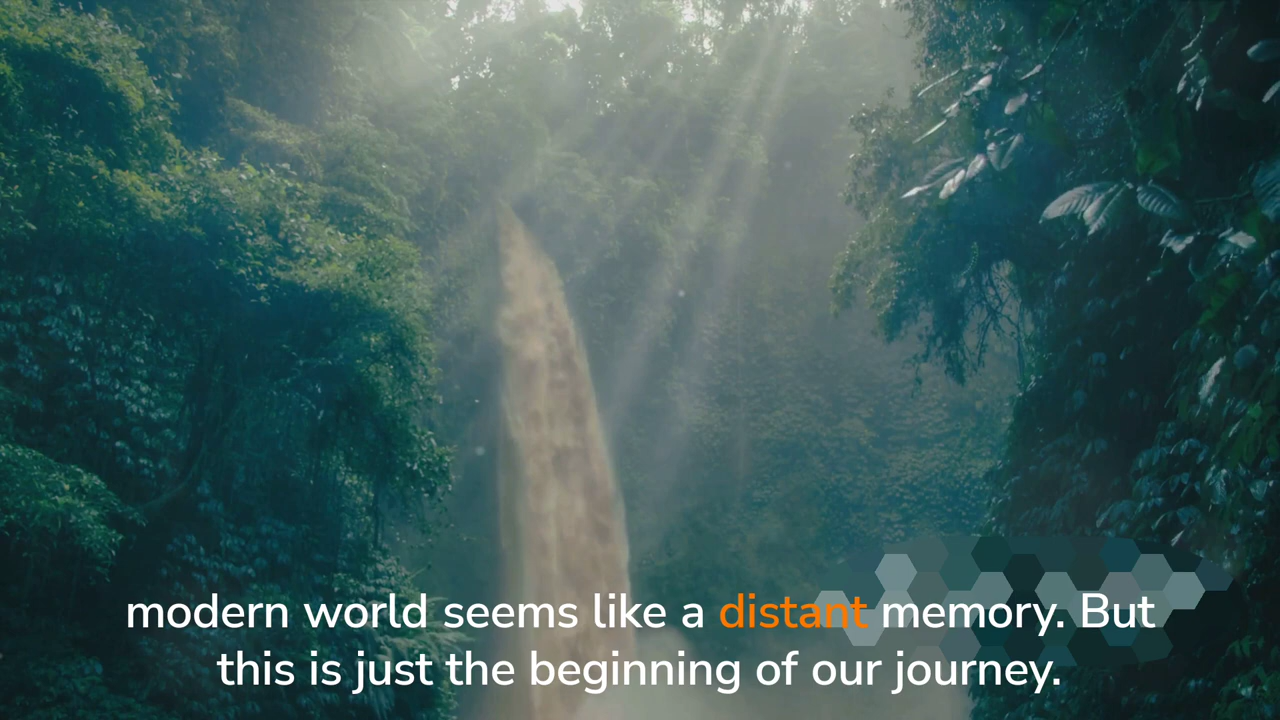 modern world seems like a distant memory. But
this is just the beginning of our journey.